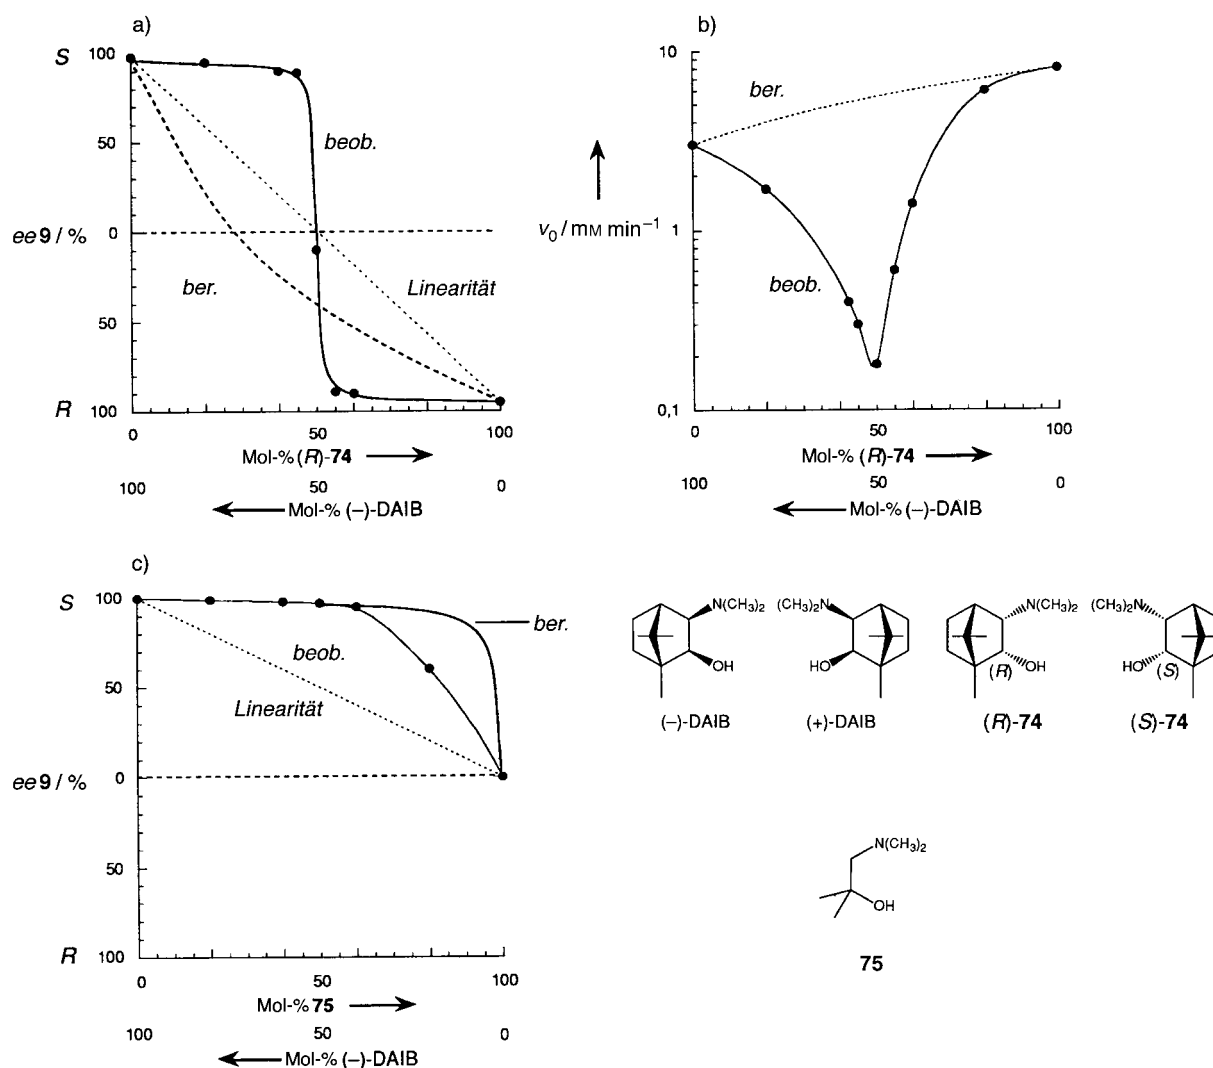 a)
S
100
50
0
50
100
R
ee 9 / %
beob.
ber.
Linearität
0
50
100
Mol-% (R)-74
100
50
0
Mol-% (–)-DAIB
b)
10
1
0,1
v₀ / mM min⁻¹
ber.
beob.
0
50
100
Mol-% (R)-74
100
50
0
Mol-% (–)-DAIB
c)
S
100
50
0
50
100
R
ee 9 / %
ber.
beob.
Linearität
0
50
100
Mol-% 75
100
50
0
Mol-% (–)-DAIB
N(CH₃)₂
OH
(–)-DAIB
(CH₃)₂N
HO
(+)-DAIB
N(CH₃)₂
OH
(R)
(R)-74
(CH₃)₂N
HO
(S)
(S)-74
N(CH₃)₂
OH
75